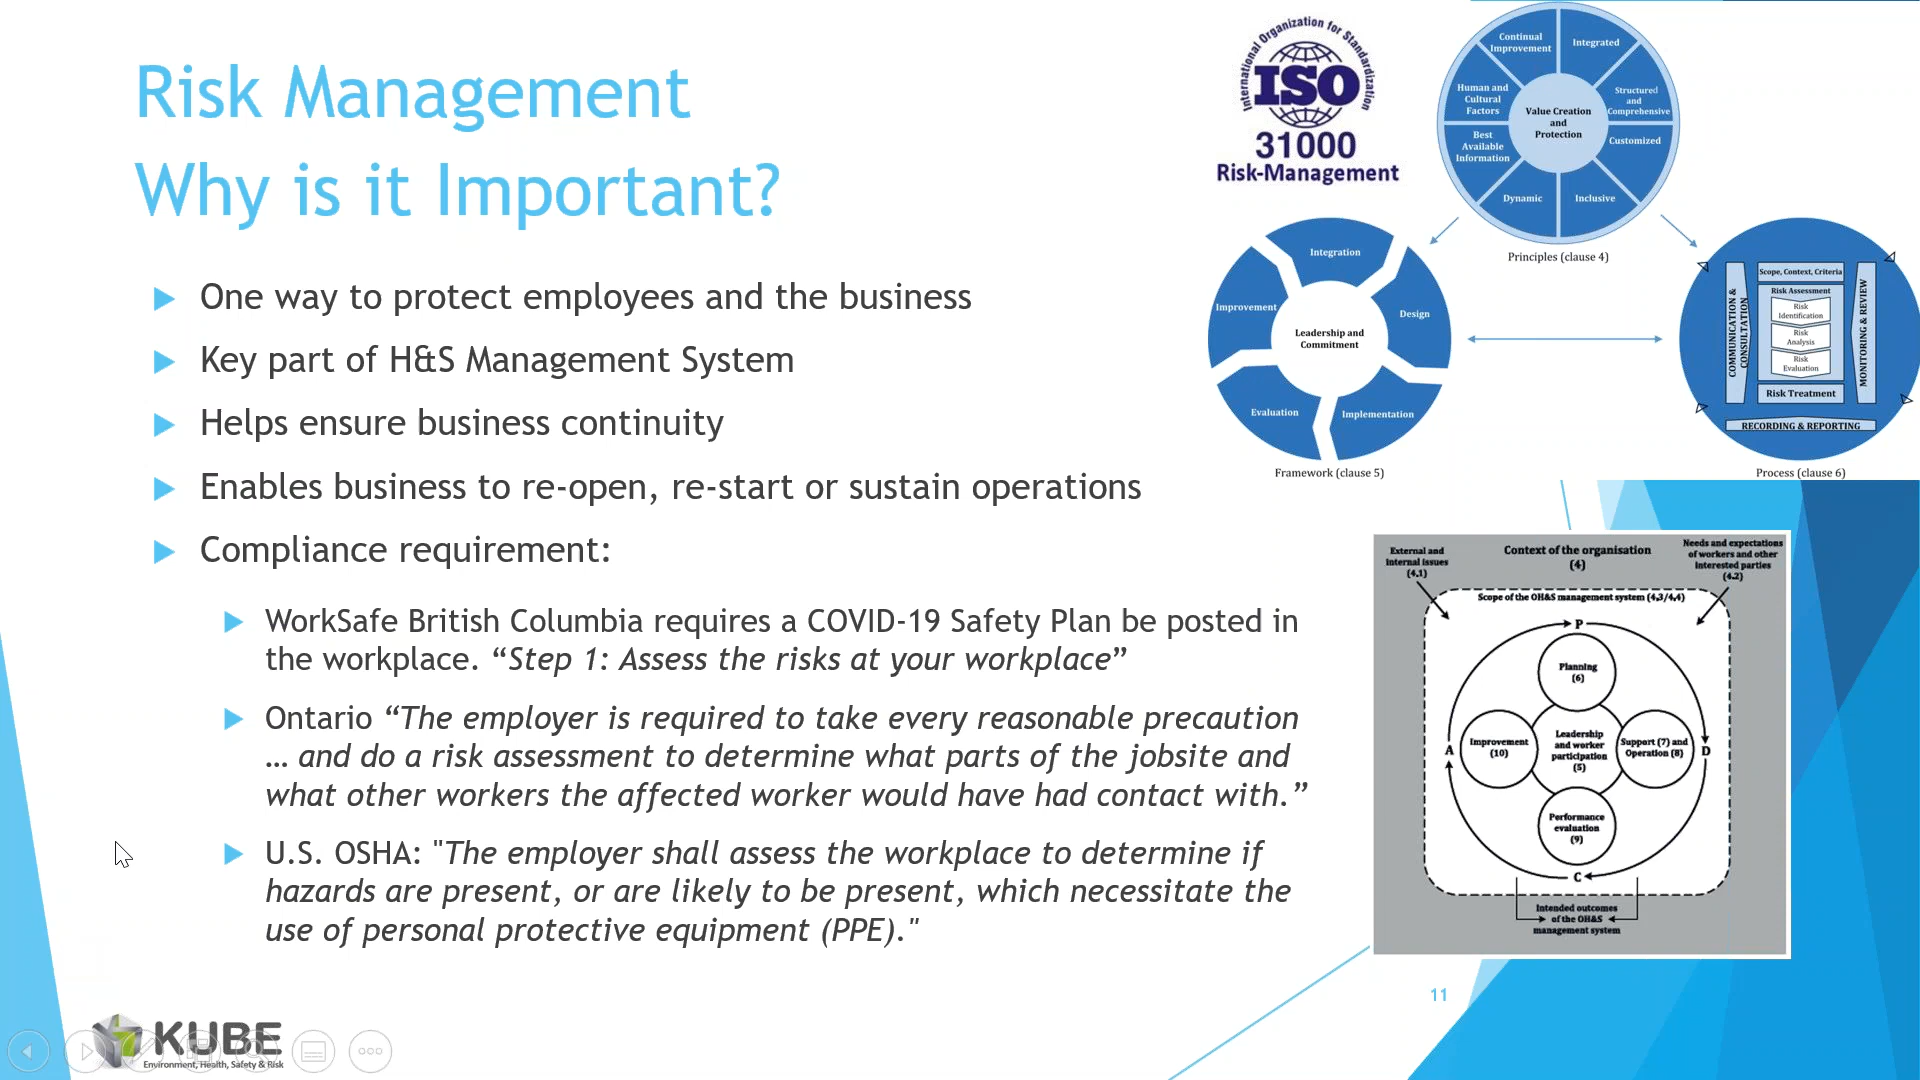 Risk Management
Why is it Important?
One way to protect employees and the business
Key part of H&S Management System
Helps ensure business continuity
Enables business to re-open, re-start or sustain operations
Compliance requirement:
WorkSafe British Columbia requires a COVID-19 Safety Plan be posted in
the workplace. “Step 1: Assess the risks at your workplace”
Ontario “The employer is required to take every reasonable precaution
… and do a risk assessment to determine what parts of the jobsite and
what other workers the affected worker would have had contact with.”
U.S. OSHA: "The employer shall assess the workplace to determine if
hazards are present, or are likely to be present, which necessitate the
use of personal protective equipment (PPE)."
International Organization for Standardization
ISO
31000
Risk-Management
Continual
Improvement
Integrated
Human and
Cultural
Factors
Structured
and
Comprehensive
Value Creation
and
Protection
Best
Available
Information
Customized
Dynamic
Inclusive
Principles (clause 4)
Integration
Improvement
Design
Leadership and
Commitment
Evaluation
Implementation
Framework (clause 5)
Scope, Context, Criteria
Risk Assessment
Risk
Identification
Risk
Analysis
Risk
Evaluation
Risk Treatment
COMMUNICATION &
CONSULTATION
MONITORING & REVIEW
RECORDING & REPORTING
Process (clause 6)
External and
internal issues
(4.1)
Context of the organisation
(4)
Needs and expectations
of workers and other
interested parties
(4.2)
Scope of the OH&S management system (4.3/4.4)
P
Planning
(6)
A
Improvement
(10)
Leadership
and worker
participation
(5)
Support (7) and
Operation (8)
D
Performance
evaluation
(9)
C
Intended outcomes
of the OH&S
management system
11
KUBE
Environment, Health, Safety & Risk